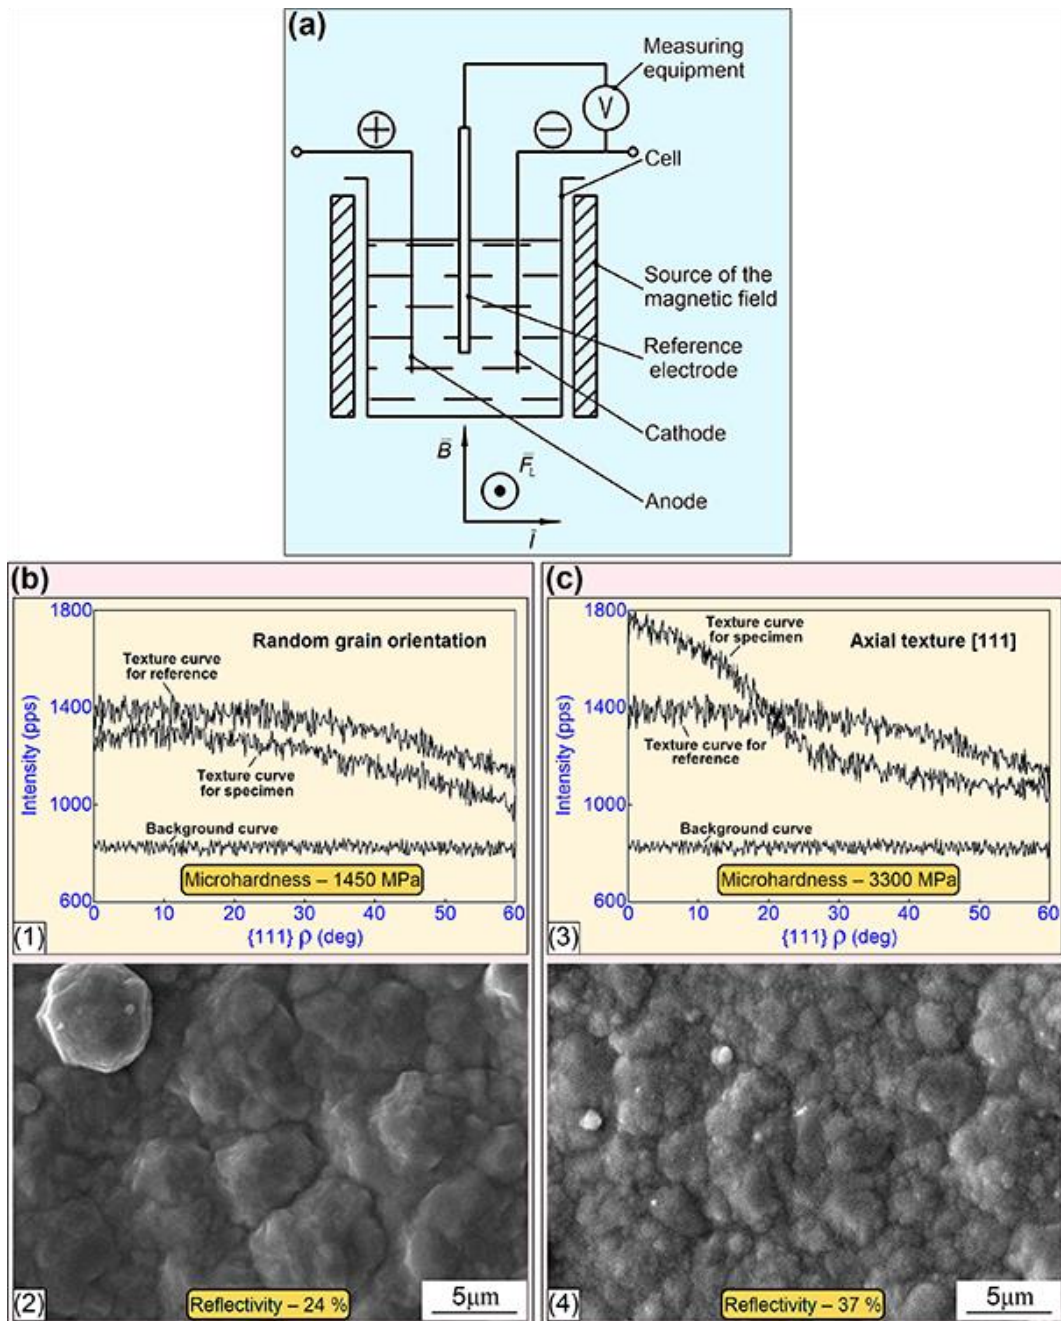 (a)
Measuring
equipment
V
+
−
Cell
Source of the
magnetic field
Reference
electrode
Cathode
Anode
B̄
F̄L
ī
(b)
1800
1400
1000
600
Intensity (pps)
Random grain orientation
Texture curve
for reference
Texture curve
for specimen
Background curve
Microhardness – 1450 MPa
0 10 20 30 40 50 60
{111} ρ (deg)
(1)
(c)
1800
1400
1000
600
Intensity (pps)
Texture curve
for specimen
Axial texture [111]
Texture curve for
reference
Background curve
Microhardness – 3300 MPa
0 10 20 30 40 50 60
{111} ρ (deg)
(3)
(2)
Reflectivity – 24 %
5μm
(4)
Reflectivity – 37 %
5μm